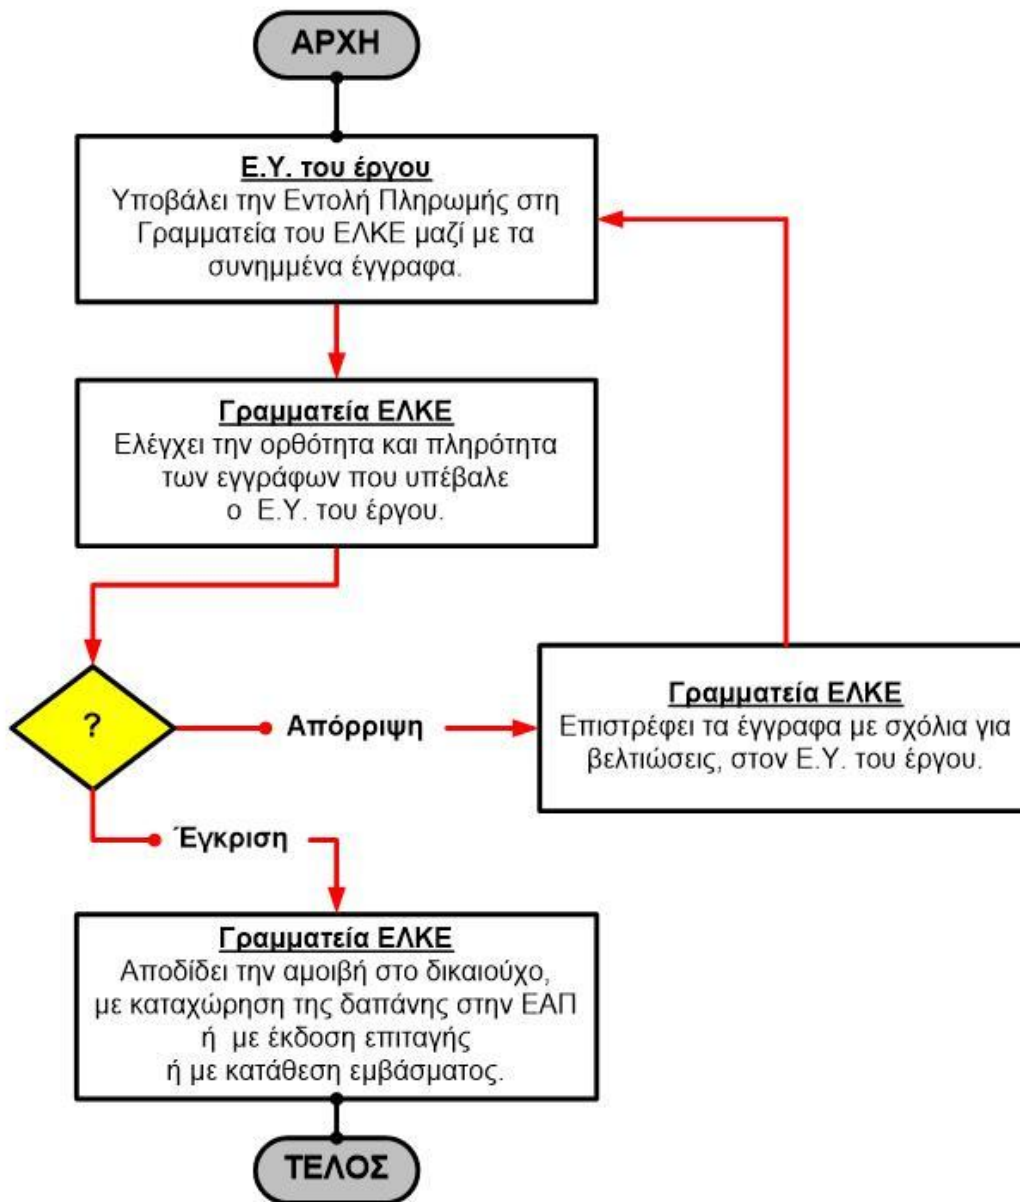 ΑΡΧΗ
Ε.Υ. του έργου
Υποβάλει την Εντολή Πληρωμής στη
Γραμματεία του ΕΛΚΕ μαζί με τα
συνημμένα έγγραφα.
Γραμματεία ΕΛΚΕ
Ελέγχει την ορθότητα και πληρότητα
των εγγράφων που υπέβαλε
ο Ε.Υ. του έργου.
?
Απόρριψη
Γραμματεία ΕΛΚΕ
Επιστρέφει τα έγγραφα με σχόλια για
βελτιώσεις, στον Ε.Υ. του έργου.
Έγκριση
Γραμματεία ΕΛΚΕ
Αποδίδει την αμοιβή στο δικαιούχο,
με καταχώρηση της δαπάνης στην ΕΑΠ
ή με έκδοση επιταγής
ή με κατάθεση εμβάσματος.
ΤΕΛΟΣ